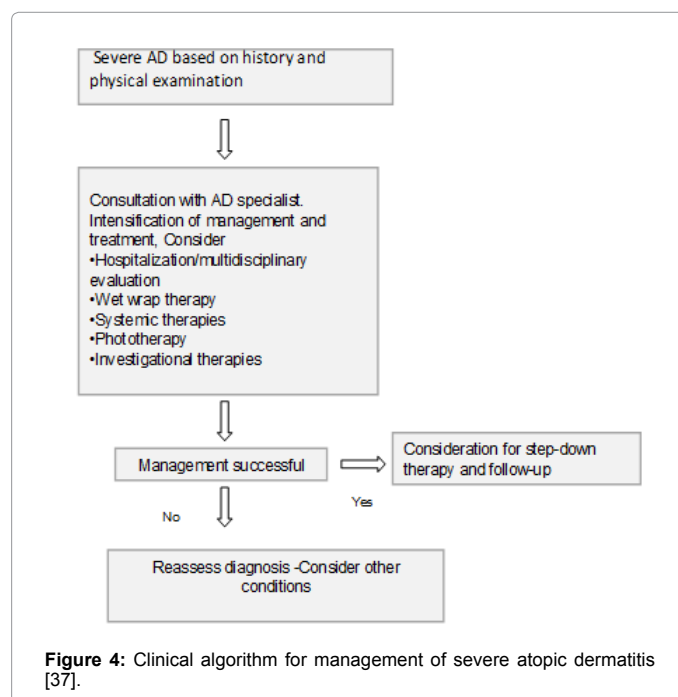 Severe AD based on history and
physical examination
Consultation with AD specialist.
Intensification of management and
treatment, Consider
•Hospitalization/multidisciplinary
evaluation
•Wet wrap therapy
•Systemic therapies
•Phototherapy
•Investigational therapies
Management successful
Consideration for step-down
therapy and follow-up
No
Yes
Reassess diagnosis -Consider other
conditions
Figure 4: Clinical algorithm for management of severe atopic dermatitis
[37].